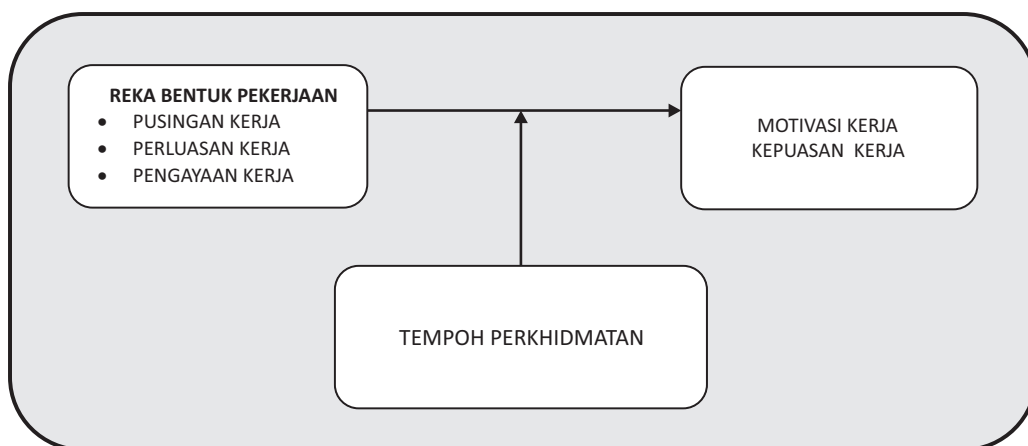 REKA BENTUK PEKERJAAN
• PUSINGAN KERJA
• PERLUASAN KERJA
• PENGAYAAN KERJA
MOTIVASI KERJA
KEPUASAN KERJA
TEMPOH PERKHIDMATAN